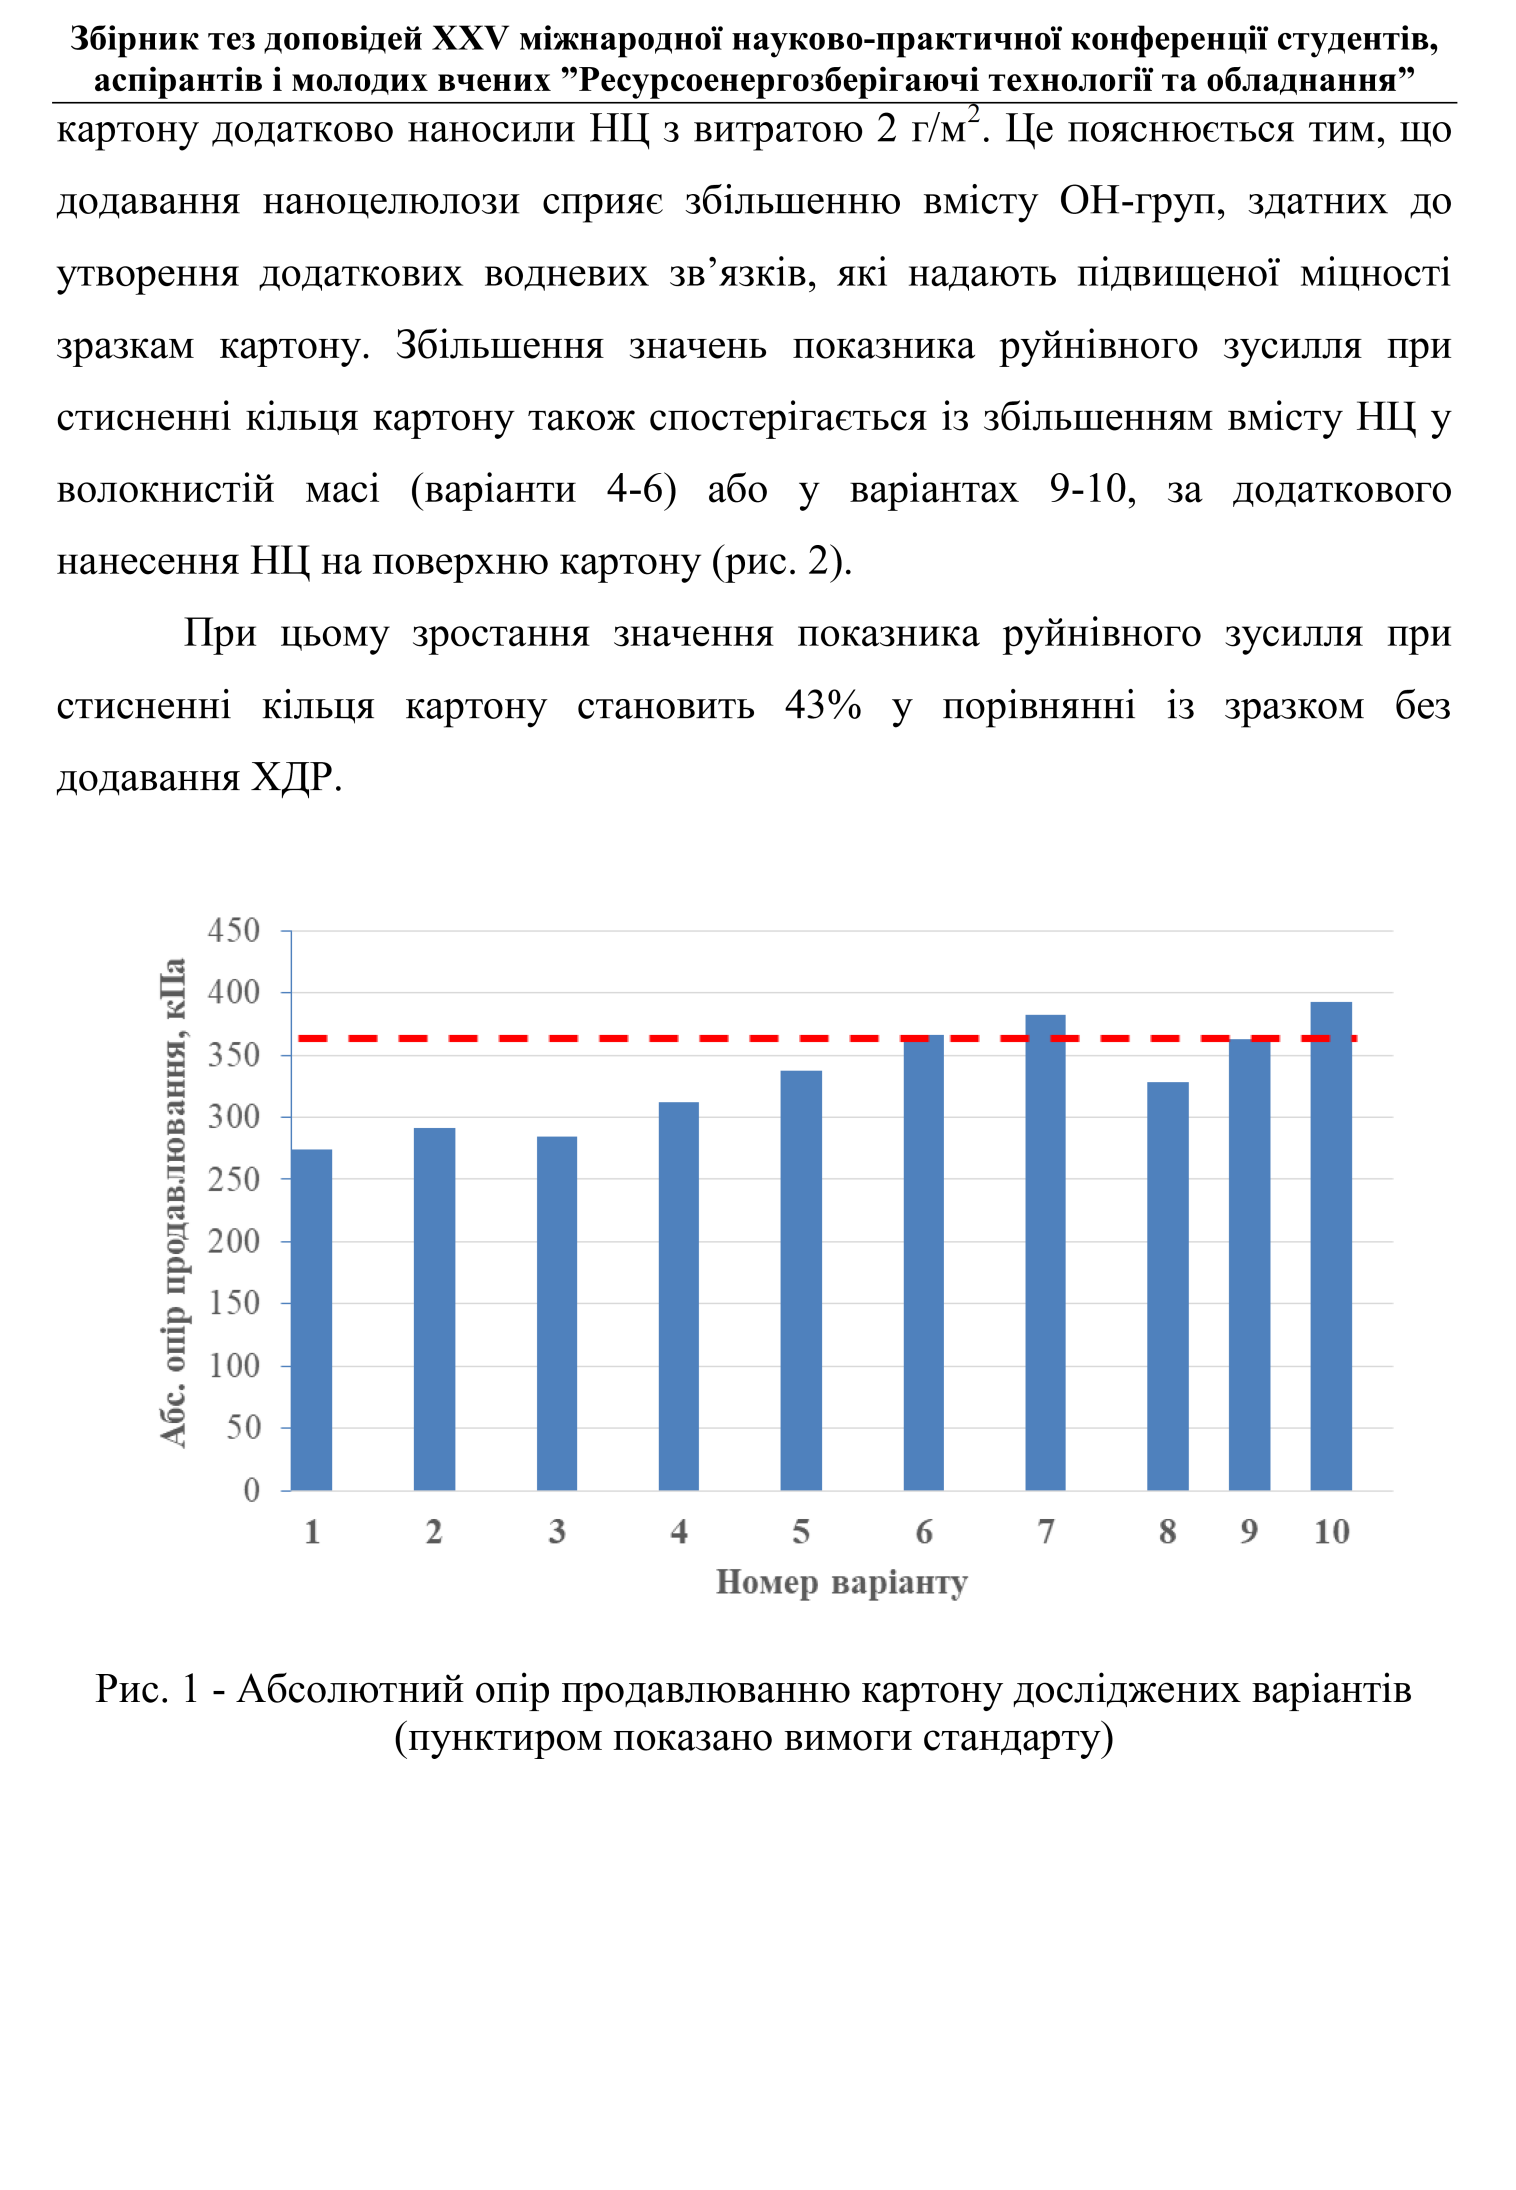 Збірник тез доповідей XXV міжнародної науково-практичної конференції студентів,
аспірантів і молодих вчених ”Ресурсоенергозберігаючі технології та обладнання”
картону додатково наносили НЦ з витратою 2 г/м². Це пояснюється тим, що
додавання наноцелюлози сприяє збільшенню вмісту ОН-груп, здатних до
утворення додаткових водневих зв’язків, які надають підвищеної міцності
зразкам картону. Збільшення значень показника руйнівного зусилля при
стисненні кільця картону також спостерігається із збільшенням вмісту НЦ у
волокнистій масі (варіанти 4-6) або у варіантах 9-10, за додаткового
нанесення НЦ на поверхню картону (рис. 2).
При цьому зростання значення показника руйнівного зусилля при
стисненні кільця картону становить 43% у порівнянні із зразком без
додавання ХДР.
Абс. опір продавлювання, кПа
450
400
350
300
250
200
150
100
50
0
1 2 3 4 5 6 7 8 9 10
Номер варіанту
Рис. 1 - Абсолютний опір продавлюванню картону досліджених варіантів
(пунктиром показано вимоги стандарту)